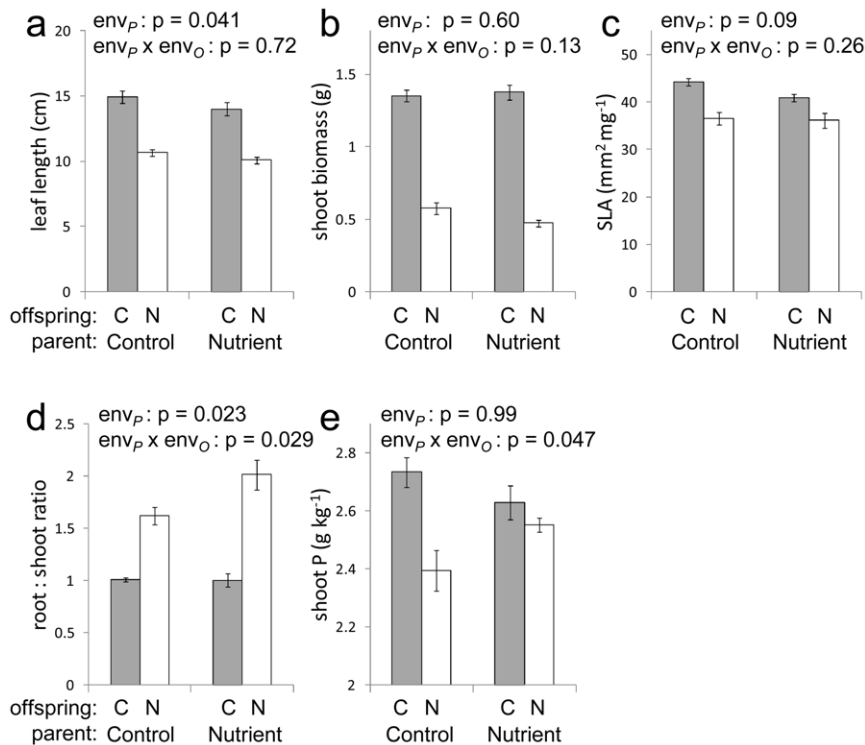 a
env_P : p = 0.041
env_P x env_O : p = 0.72
leaf length (cm)
20
15
10
5
0
offspring: C N C N
parent: Control Nutrient
b
env_P : p = 0.60
env_P x env_O : p = 0.13
shoot biomass (g)
1.5
1
0.5
0
C N C N
Control Nutrient
c
env_P : p = 0.09
env_P x env_O : p = 0.26
SLA (mm² mg⁻¹)
50
40
30
20
10
0
C N C N
Control Nutrient
d
env_P : p = 0.023
env_P x env_O : p = 0.029
root : shoot ratio
2.5
2
1.5
1
0.5
0
offspring: C N C N
parent: Control Nutrient
e
env_P : p = 0.99
env_P x env_O : p = 0.047
shoot P (g kg⁻¹)
2.8
2.6
2.4
2.2
2
C N C N
Control Nutrient